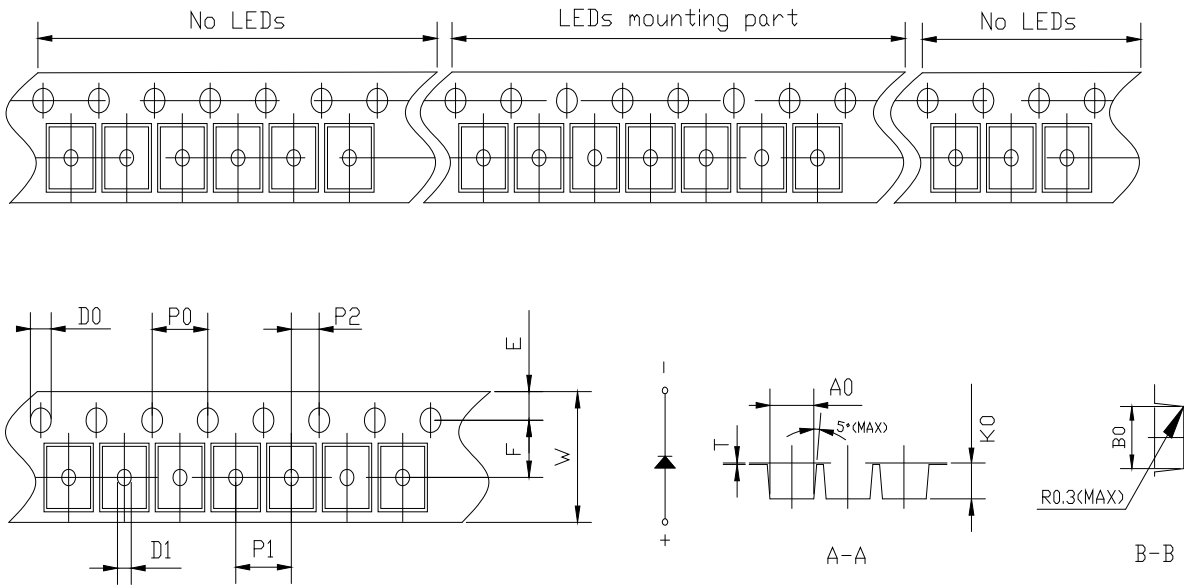 No LEDs
LEDs mounting part
No LEDs
D0
P0
P2
E
F
W
D1
P1
-
+
T
A0
5°(MAX)
K0
A-A
B0
R0.3(MAX)
B-B